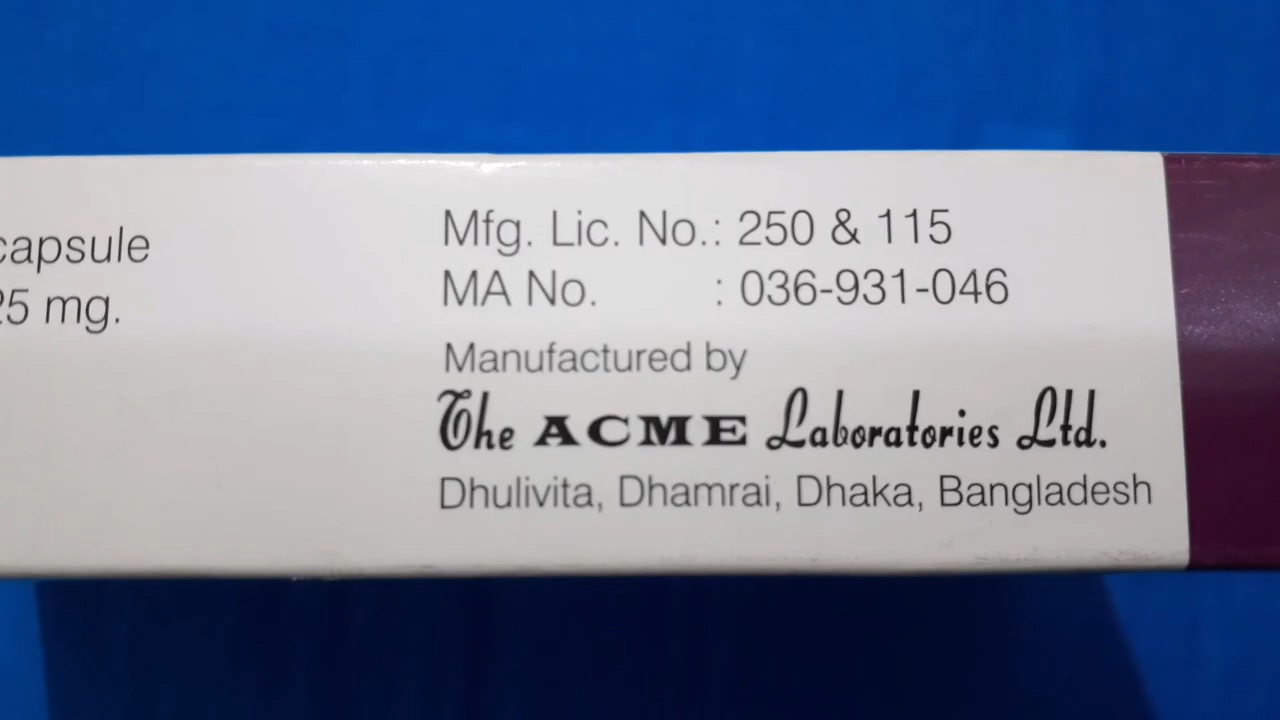 capsule
25 mg.
Mfg. Lic. No.: 250 & 115
MA No. : 036-931-046
Manufactured by
The ACME Laboratories Ltd.
Dhulivita, Dhamrai, Dhaka, Bangladesh